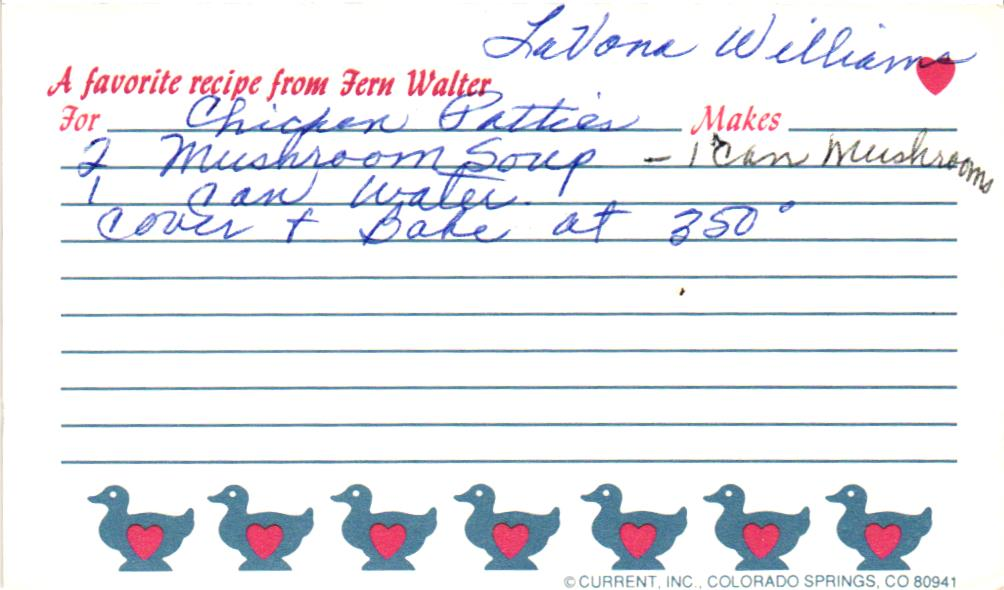 LaVona Williams
A favorite recipe from Fern Walter
For Chicken Patties Makes
2 Mushroom Soup - 1 can Mushrooms
1 can water.
Cover + Bake at 350°
© CURRENT, INC., COLORADO SPRINGS, CO 80941